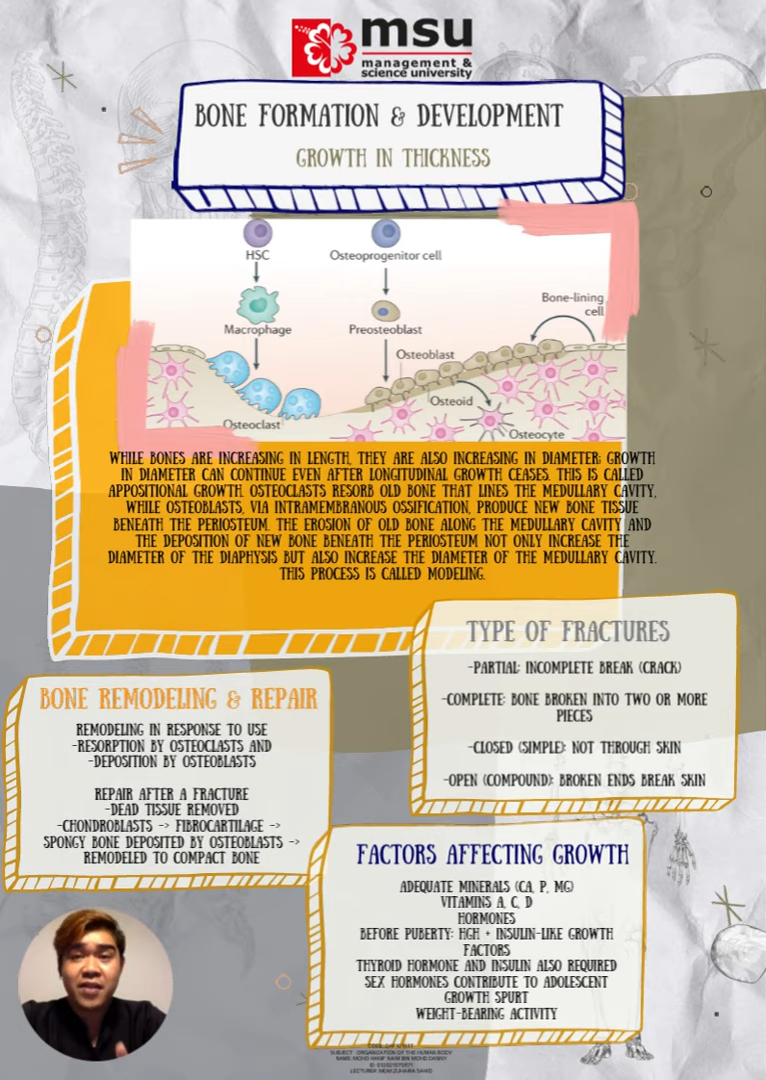 msu
management &
science university
BONE FORMATION & DEVELOPMENT
GROWTH IN THICKNESS
HSC
Osteoprogenitor cell
Macrophage
Preosteoblast
Bone-lining
cell
Osteoblast
Osteoid
Osteoclast
Osteocyte
WHILE BONES ARE INCREASING IN LENGTH, THEY ARE ALSO INCREASING IN DIAMETER; GROWTH
IN DIAMETER CAN CONTINUE EVEN AFTER LONGITUDINAL GROWTH CEASES. THIS IS CALLED
APPOSITIONAL GROWTH. OSTEOCLASTS RESORB OLD BONE THAT LINES THE MEDULLARY CAVITY,
WHILE OSTEOBLASTS, VIA INTRAMEMBRANOUS OSSIFICATION, PRODUCE NEW BONE TISSUE
BENEATH THE PERIOSTEUM. THE EROSION OF OLD BONE ALONG THE MEDULLARY CAVITY AND
THE DEPOSITION OF NEW BONE BENEATH THE PERIOSTEUM NOT ONLY INCREASE THE
DIAMETER OF THE DIAPHYSIS BUT ALSO INCREASE THE DIAMETER OF THE MEDULLARY CAVITY.
THIS PROCESS IS CALLED MODELING.
TYPE OF FRACTURES
-PARTIAL: INCOMPLETE BREAK (CRACK)
-COMPLETE: BONE BROKEN INTO TWO OR MORE
PIECES
-CLOSED (SIMPLE): NOT THROUGH SKIN
-OPEN (COMPOUND): BROKEN ENDS BREAK SKIN
BONE REMODELING & REPAIR
REMODELING IN RESPONSE TO USE
-RESORPTION BY OSTEOCLASTS AND
-DEPOSITION BY OSTEOBLASTS
REPAIR AFTER A FRACTURE
-DEAD TISSUE REMOVED
-CHONDROBLASTS -> FIBROCARTILAGE ->
SPONGY BONE DEPOSITED BY OSTEOBLASTS ->
REMODELED TO COMPACT BONE
FACTORS AFFECTING GROWTH
ADEQUATE MINERALS (CA, P, MG)
VITAMINS A, C, D
HORMONES
BEFORE PUBERTY: HGH + INSULIN-LIKE GROWTH
FACTORS
THYROID HORMONE AND INSULIN ALSO REQUIRED
SEX HORMONES CONTRIBUTE TO ADOLESCENT
GROWTH SPURT
WEIGHT-BEARING ACTIVITY
SUBJECT : ORGANIZATION OF THE HUMAN BODY